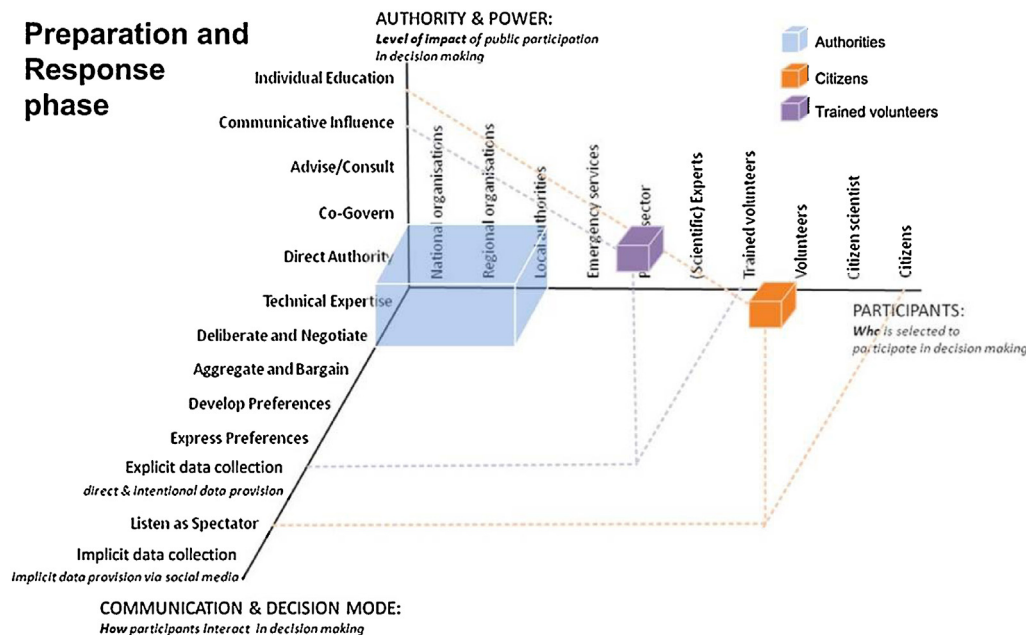 Preparation and
Response
phase
AUTHORITY & POWER:
Level of impact of public participation
in decision making
Authorities
Citizens
Trained volunteers
Individual Education
Communicative Influence
Advise/Consult
Co-Govern
Direct Authority
National organisations
Regional organisations
Local authorities
Emergency services
sector
(Scientific) Experts
Trained volunteers
Volunteers
Citizen scientist
Citizens
Technical Expertise
Deliberate and Negotiate
Aggregate and Bargain
Develop Preferences
Express Preferences
Explicit data collection
direct & intentional data provision
Listen as Spectator
Implicit data collection
Implicit data provision via social media
PARTICIPANTS:
Who is selected to
participate in decision making
COMMUNICATION & DECISION MODE:
How participants interact in decision making